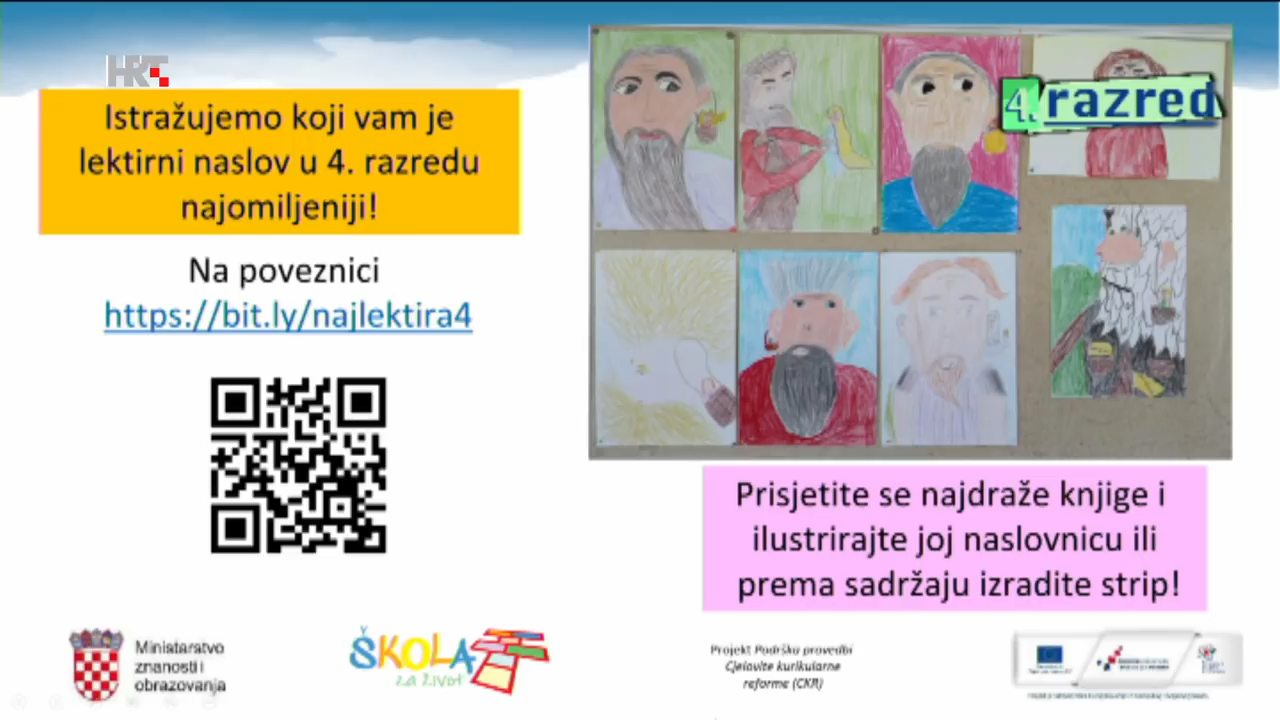 HRT
4. razred
Istražujemo koji vam je
lektirni naslov u 4. razredu
najomiljeniji!
Na poveznici
https://bit.ly/najlektira4
Prisjetite se najdraže knjige i
ilustrirajte joj naslovnicu ili
prema sadržaju izradite strip!
Ministarstvo
znanosti i
obrazovanja
ŠKOLA
za život
Projekt Podrška provedbi
Cjelovite kurikularne
reforme (CKR)